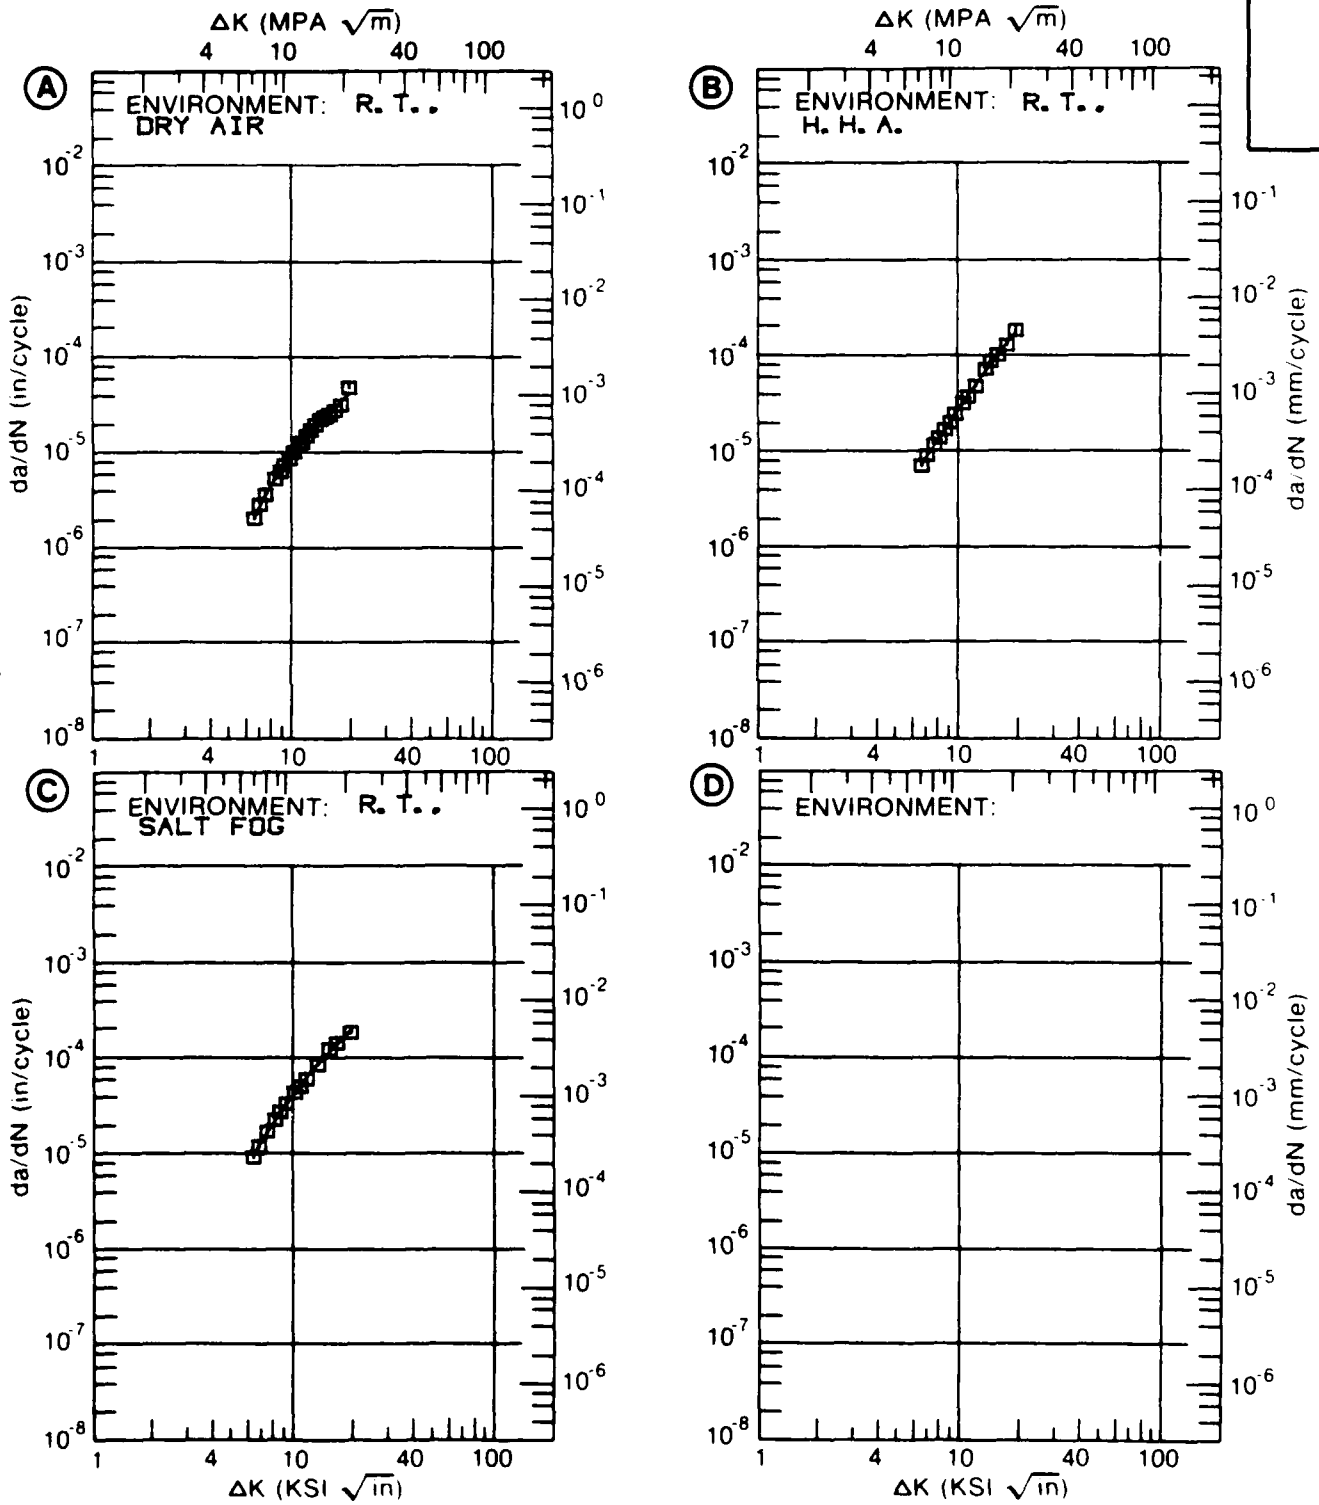 ΔK (MPA √m)
4 10 40 100
ΔK (MPA √m)
4 10 40 100
A
ENVIRONMENT: R. T..
DRY AIR
10⁰
10⁻²
10⁻¹
10⁻³
10⁻²
10⁻⁴
10⁻³
10⁻⁵
10⁻⁴
10⁻⁶
10⁻⁵
10⁻⁷
10⁻⁶
10⁻⁸
1 4 10 40 100
da/dN (in/cycle)
B
ENVIRONMENT: R. T..
H. H. A.
10⁻²
10⁻¹
10⁻³
10⁻²
10⁻⁴
10⁻³
10⁻⁵
10⁻⁴
10⁻⁶
10⁻⁵
10⁻⁷
10⁻⁶
10⁻⁸
1 4 10 40 100
da/dN (mm/cycle)
C
ENVIRONMENT: R. T..
SALT FOG
10⁰
10⁻²
10⁻¹
10⁻³
10⁻²
10⁻⁴
10⁻³
10⁻⁵
10⁻⁴
10⁻⁶
10⁻⁵
10⁻⁷
10⁻⁶
10⁻⁸
1 4 10 40 100
da/dN (in/cycle)
ΔK (KSI √in)
D
ENVIRONMENT:
10⁰
10⁻²
10⁻¹
10⁻³
10⁻²
10⁻⁴
10⁻³
10⁻⁵
10⁻⁴
10⁻⁶
10⁻⁵
10⁻⁷
10⁻⁶
10⁻⁸
1 4 10 40 100
da/dN (mm/cycle)
ΔK (KSI √in)